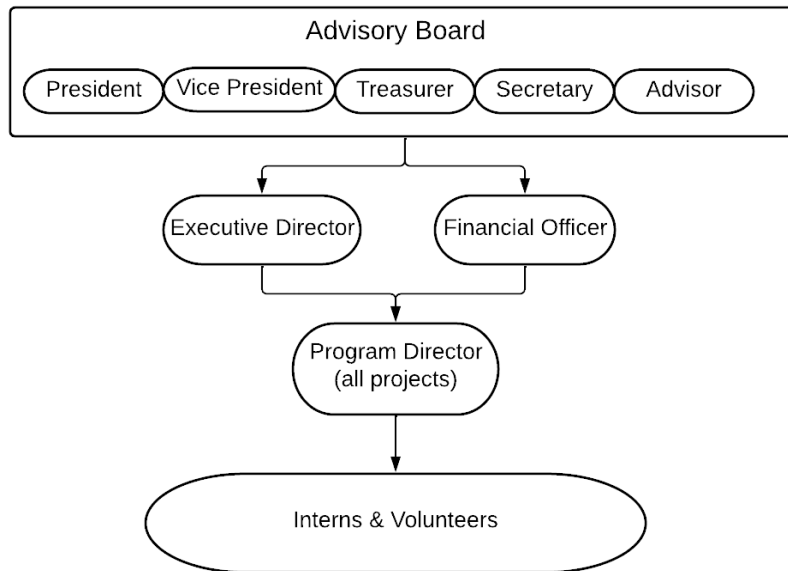 Advisory Board
President
Vice President
Treasurer
Secretary
Advisor
Executive Director
Financial Officer
Program Director
(all projects)
Interns & Volunteers